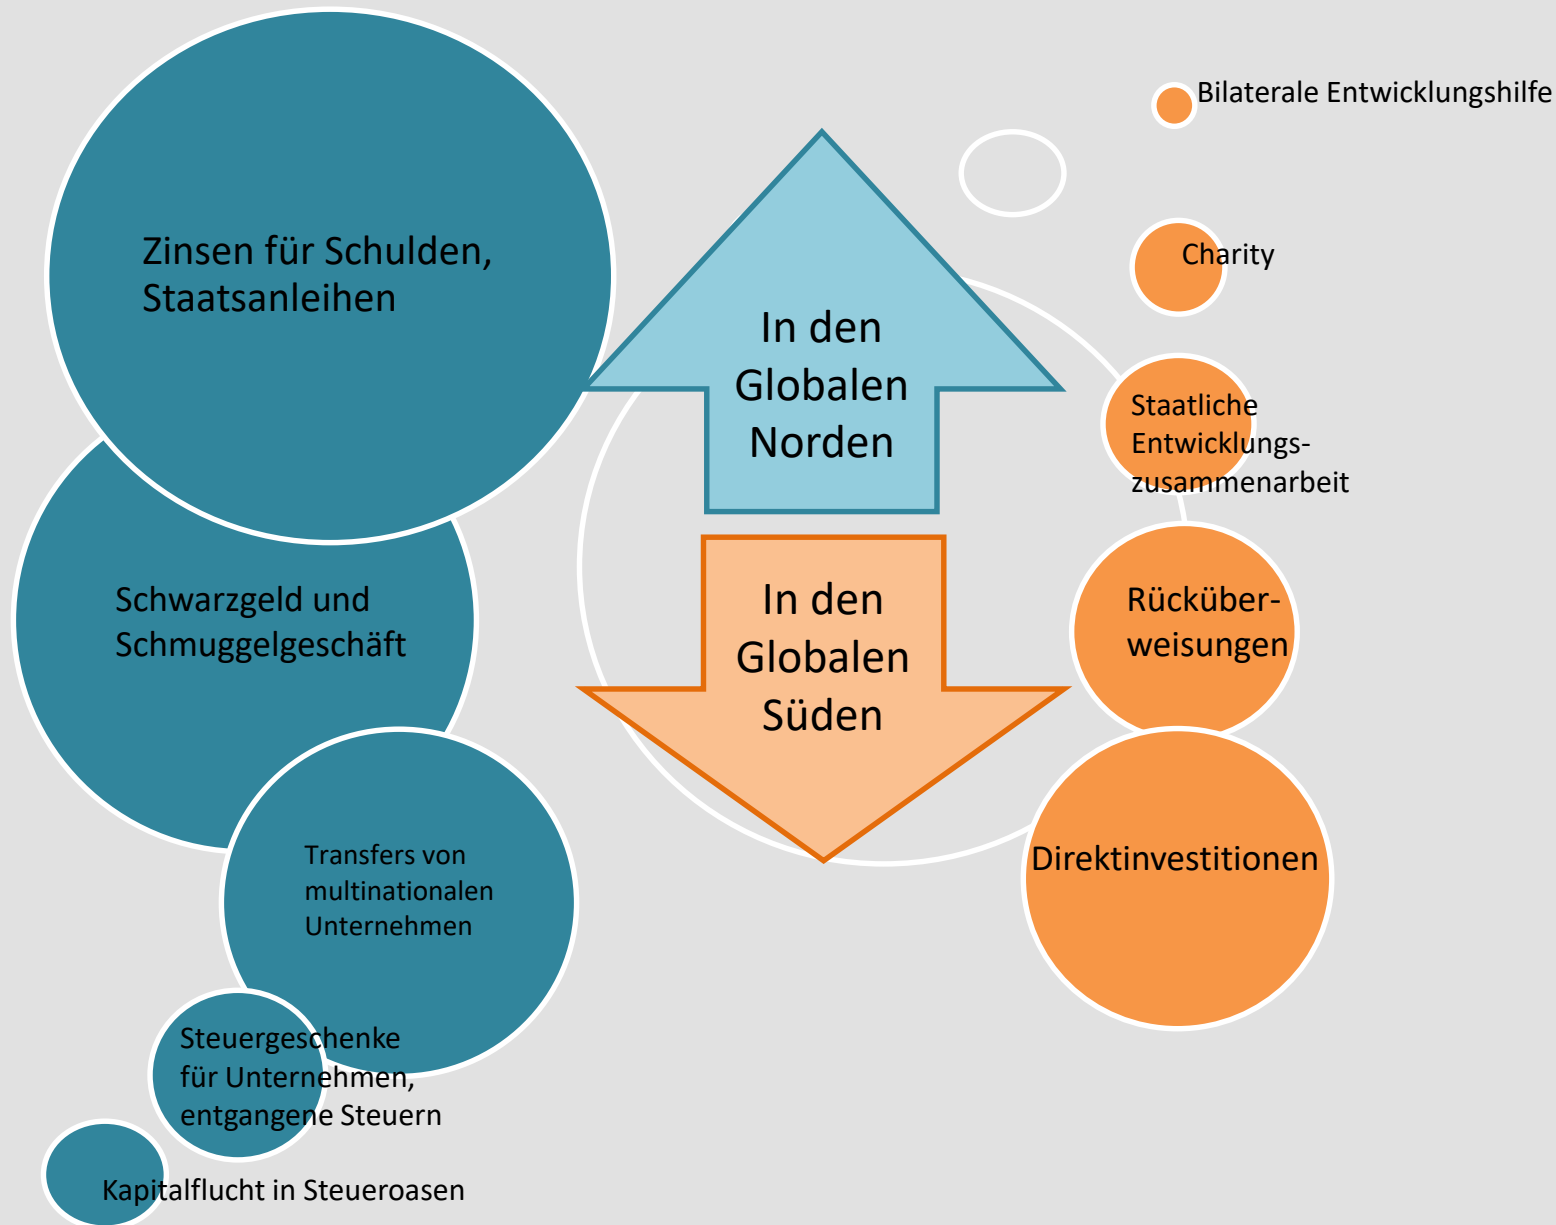 Zinsen für Schulden,
Staatsanleihen
Schwarzgeld und
Schmuggelgeschäft
Transfers von
multinationalen
Unternehmen
Steuergeschenke
für Unternehmen,
entgangene Steuern
Kapitalflucht in Steueroasen
In den
Globalen
Norden
In den
Globalen
Süden
Bilaterale Entwicklungshilfe
Charity
Staatliche
Entwicklungs-
zusammenarbeit
Rücküber-
weisungen
Direktinvestitionen